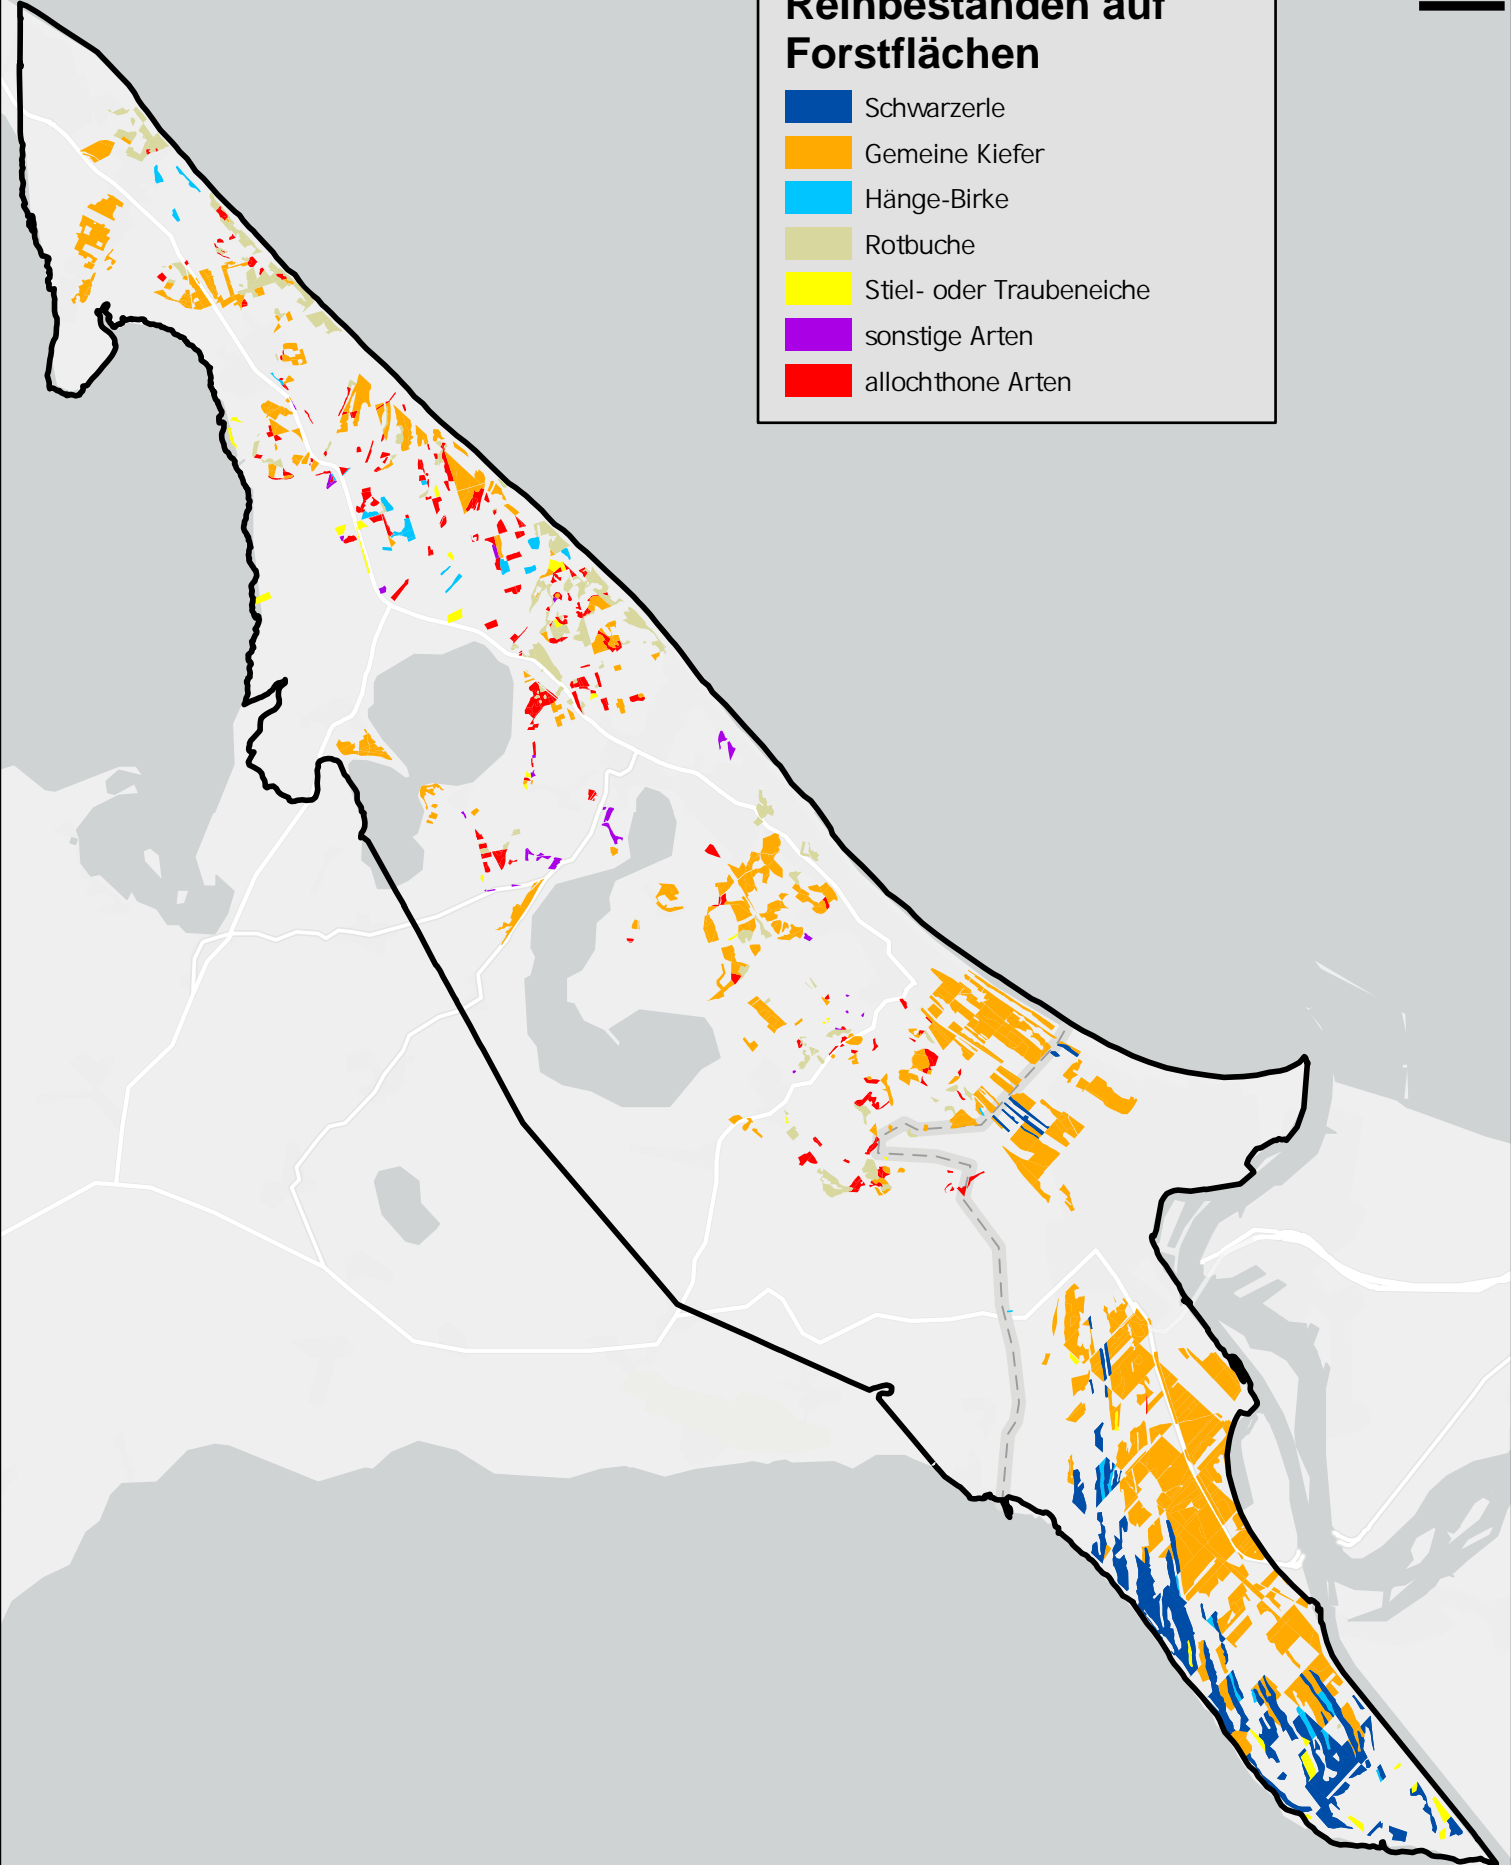 Reinbeständen auf
Forstflächen
Schwarzerle
Gemeine Kiefer
Hänge-Birke
Rotbuche
Stiel- oder Traubeneiche
sonstige Arten
allochthone Arten